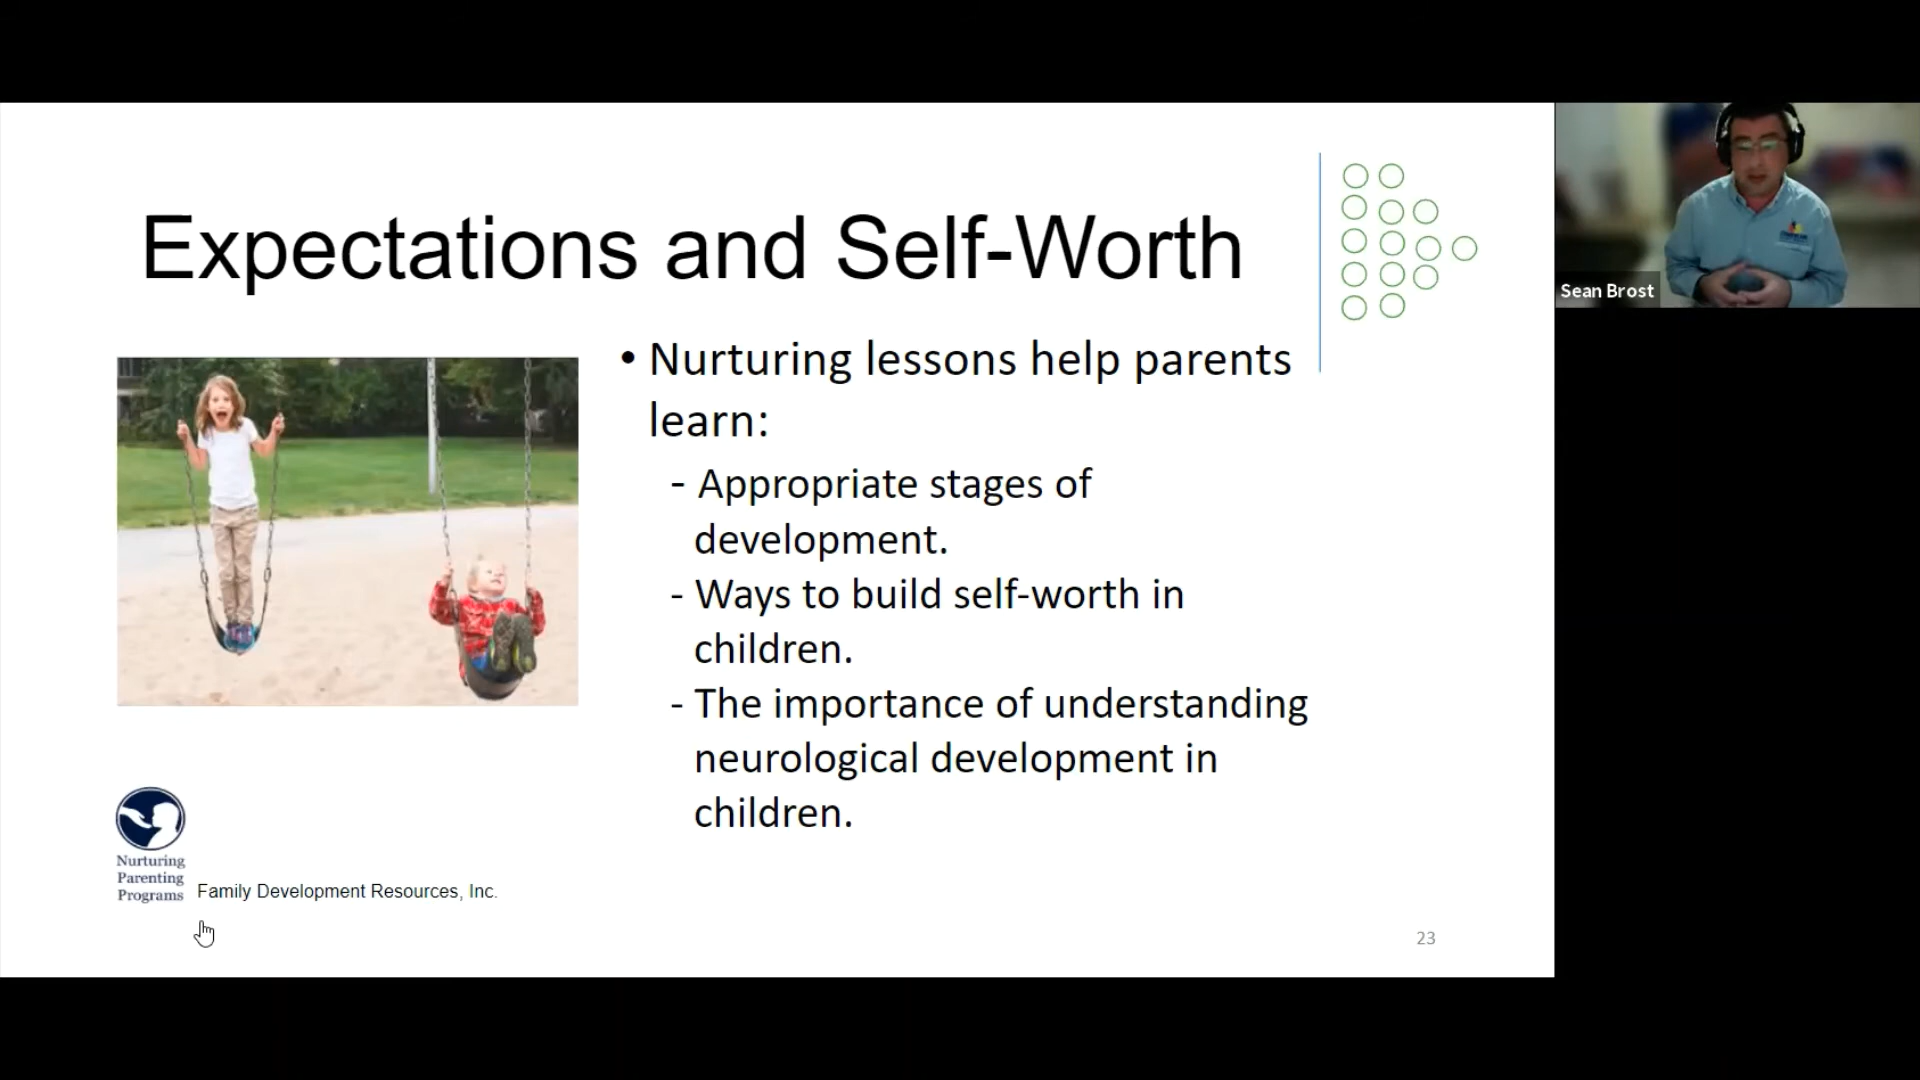 Expectations and Self-Worth
Sean Brost
• Nurturing lessons help parents
learn:
- Appropriate stages of
development.
- Ways to build self-worth in
children.
- The importance of understanding
neurological development in
children.
Nurturing
Parenting
Programs
Family Development Resources, Inc.
23